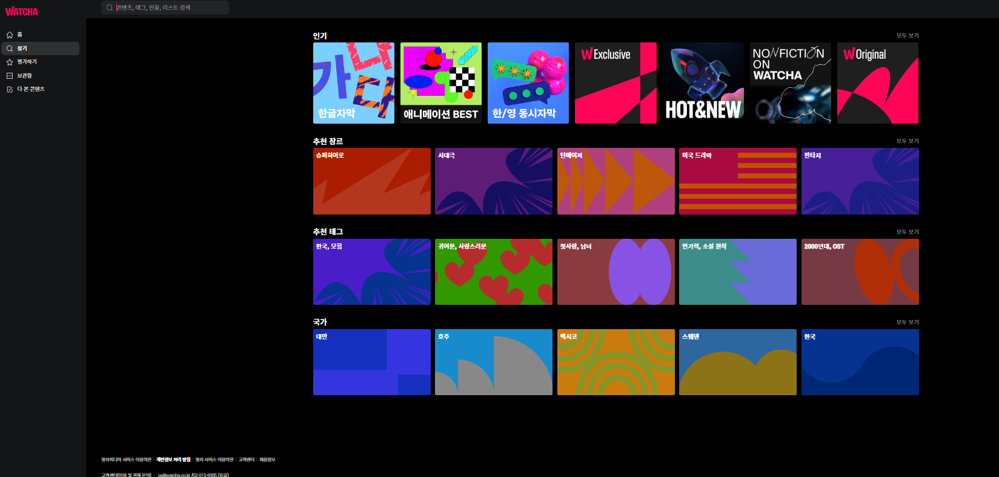 WATCHA
콘텐츠, 태그, 인물, 리스트 검색
홈
찾기
평가하기
보관함
다 본 콘텐츠
인기
모두 보기
가
나
다
한글자막
애니메이션 BEST
한/영 동시자막
W Exclusive
HOT&NEW
NONFICTION
ON
WATCHA
W Original
추천 장르
모두 보기
슈퍼히어로
시대극
틴에이저
미국 드라마
판타지
추천 태그
모두 보기
한국, 모험
귀여운, 사랑스러운
첫사랑, 남녀
연기력, 소설 원작
2000년대, OST
국가
모두 보기
대만
호주
멕시코
스웨덴
한국
왓챠피디아 서비스 이용약관 | 개인정보 처리 방침 | 왓챠 서비스 이용약관 | 고객센터 | 채용정보
고객센터(이용 및 결제 문의) | cs@watcha.co.kr /02-515-9985 (유료)